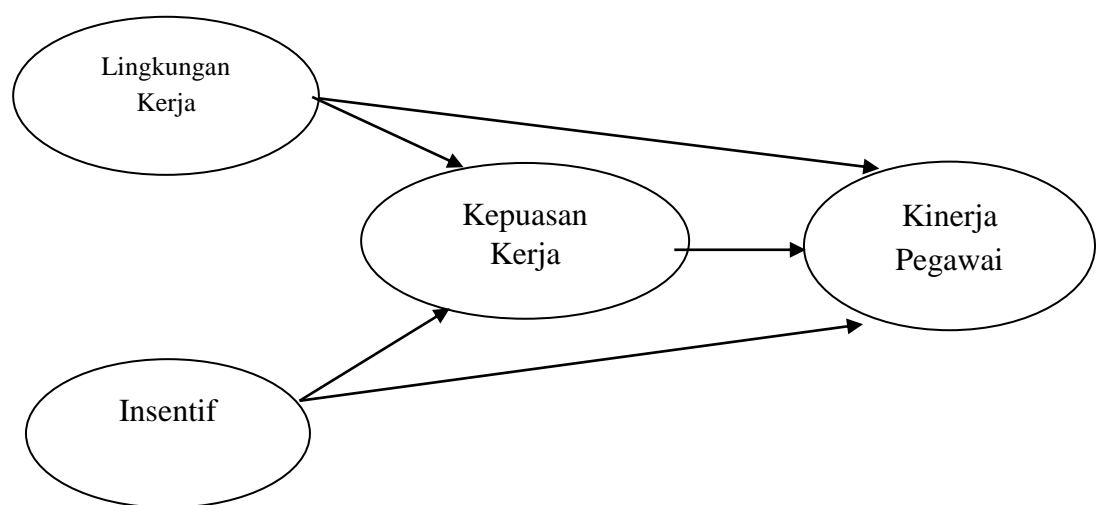 Lingkungan
Kerja
Kepuasan
Kerja
Kinerja
Pegawai
Insentif